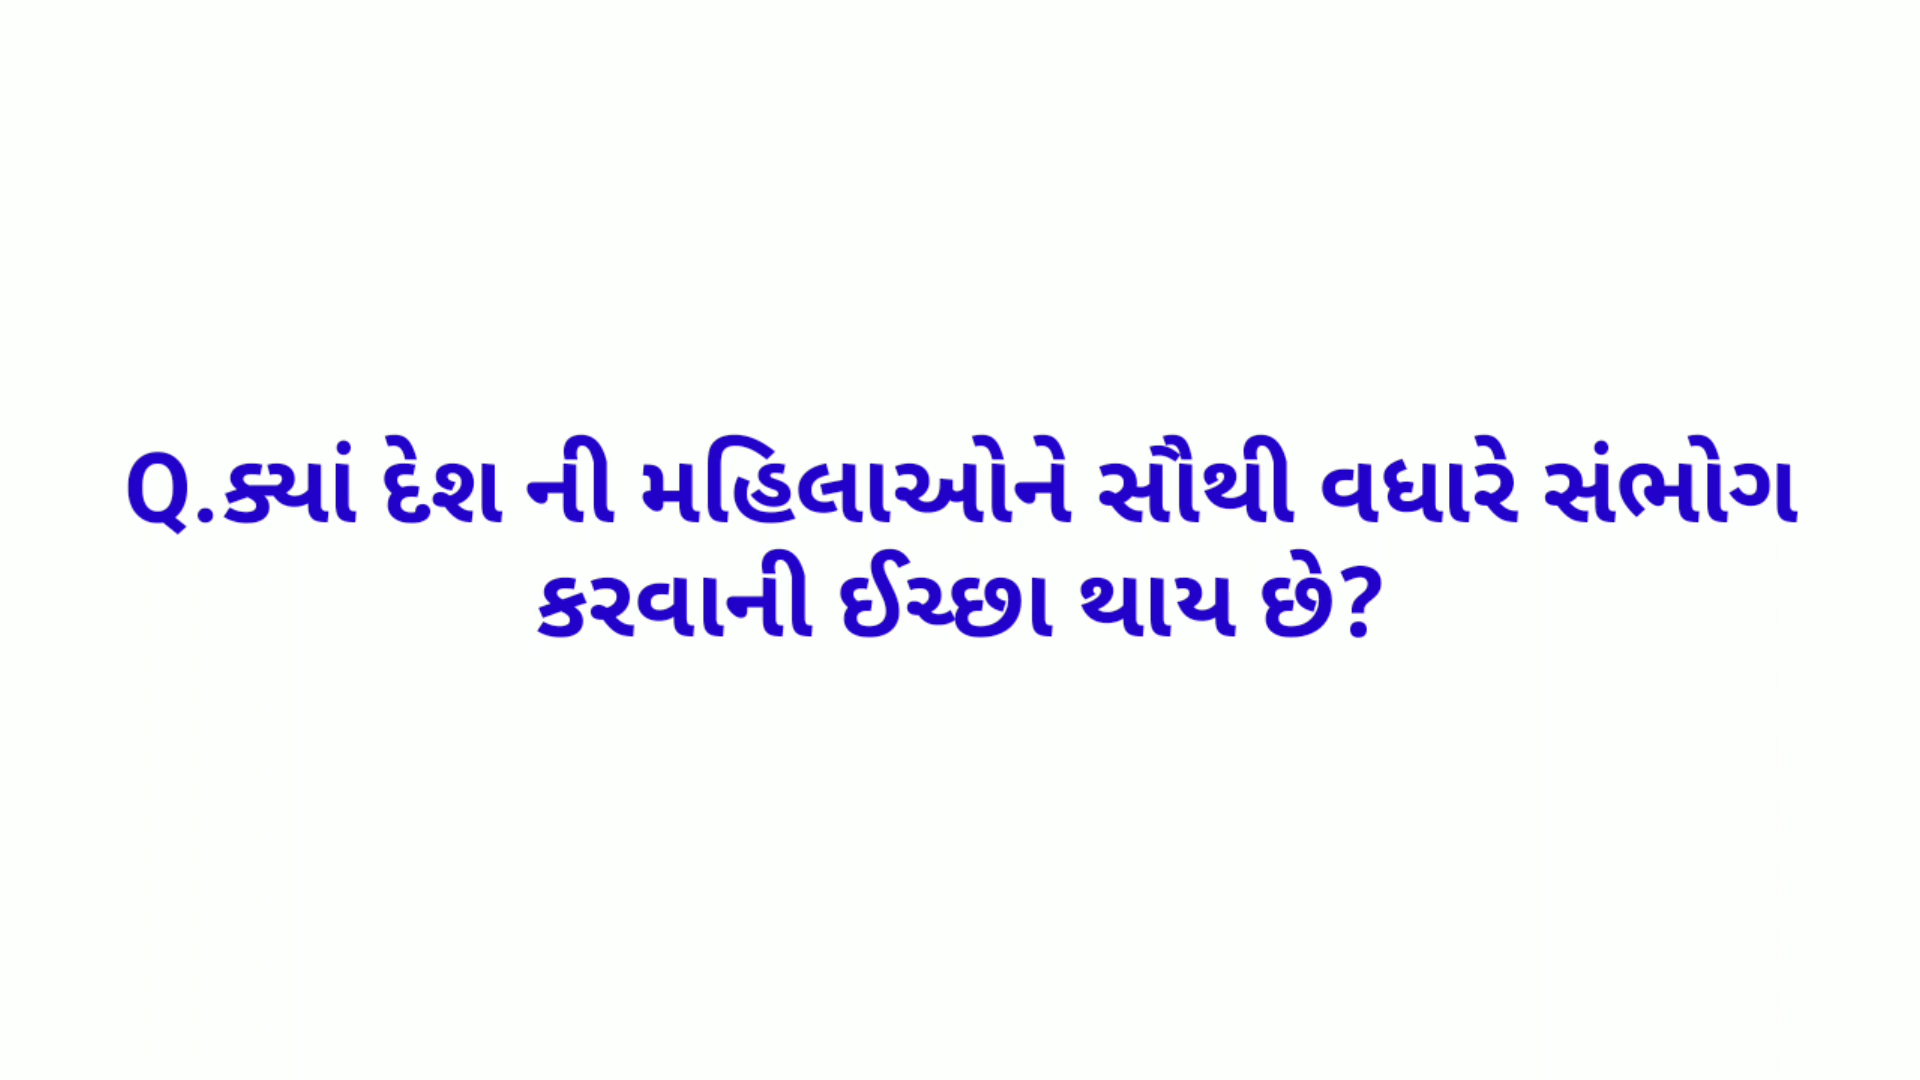 Q.ક્યાં દેશ ની મહિલાઓને સૌથી વધારે સંભોગ
કરવાની ઈચ્છા થાય છે?